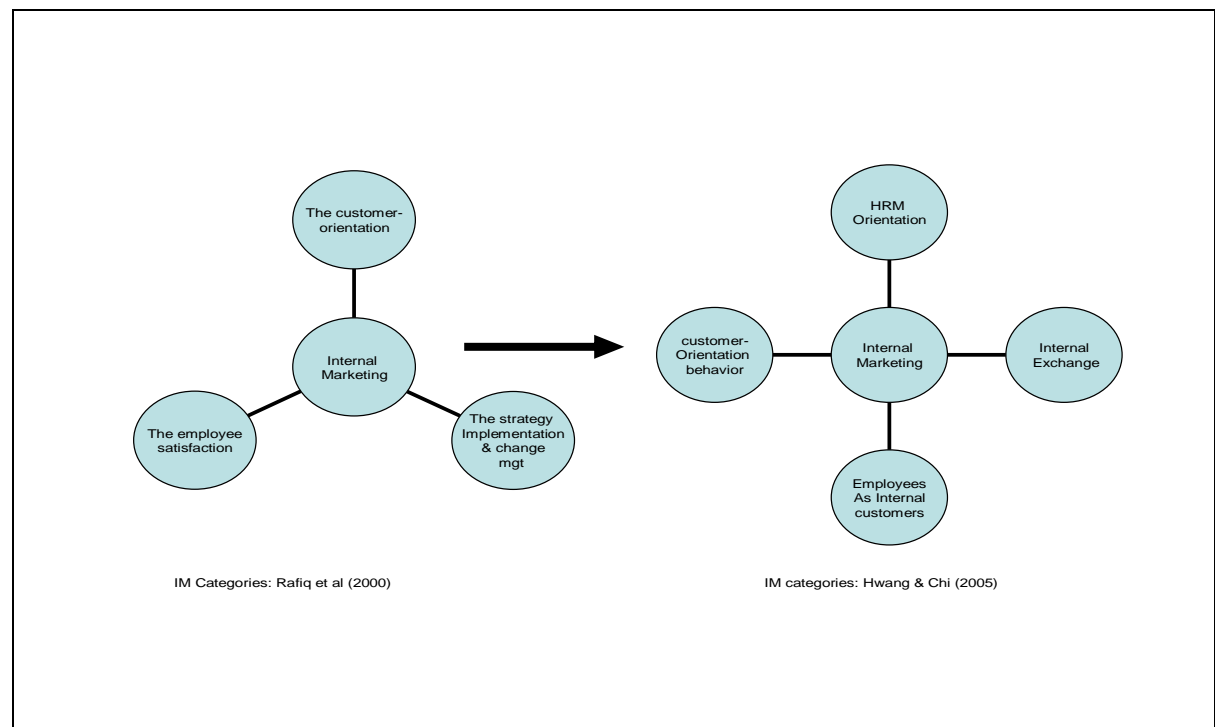 The customer-
orientation
Internal
Marketing
The employee
satisfaction
The strategy
Implementation
& change
mgt
IM Categories: Rafiq et al (2000)
HRM
Orientation
customer-
Orientation
behavior
Internal
Marketing
Internal
Exchange
Employees
As Internal
customers
IM categories: Hwang & Chi (2005)